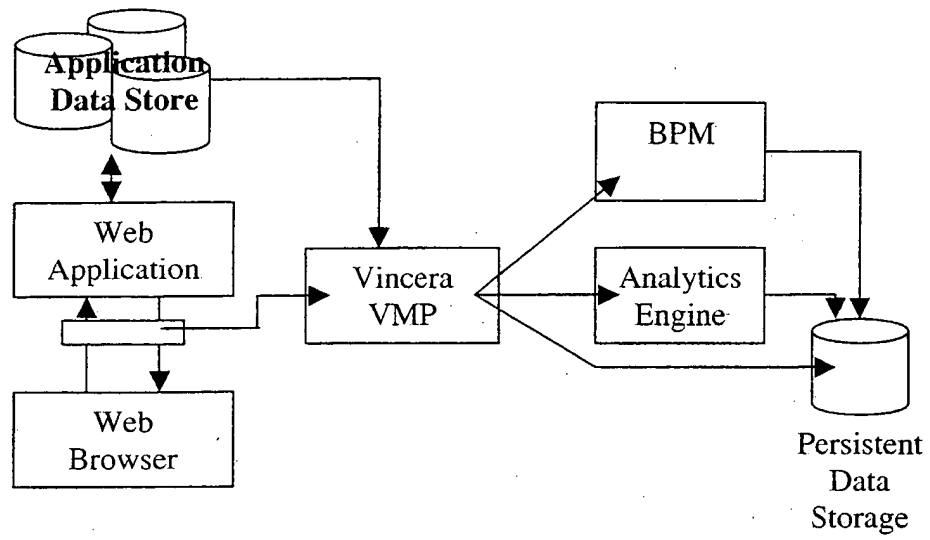 Application
Data Store
Web
Application
Web
Browser
Vincera
VMP
BPM
Analytics
Engine
Persistent
Data
Storage